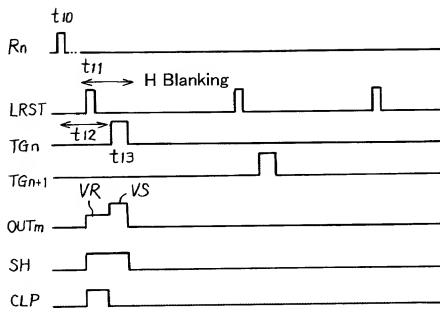 t10
Rn
t11
H Blanking
LRST
t12
TGn
t13
TGn+1
VR
VS
OUTm
SH
CLP